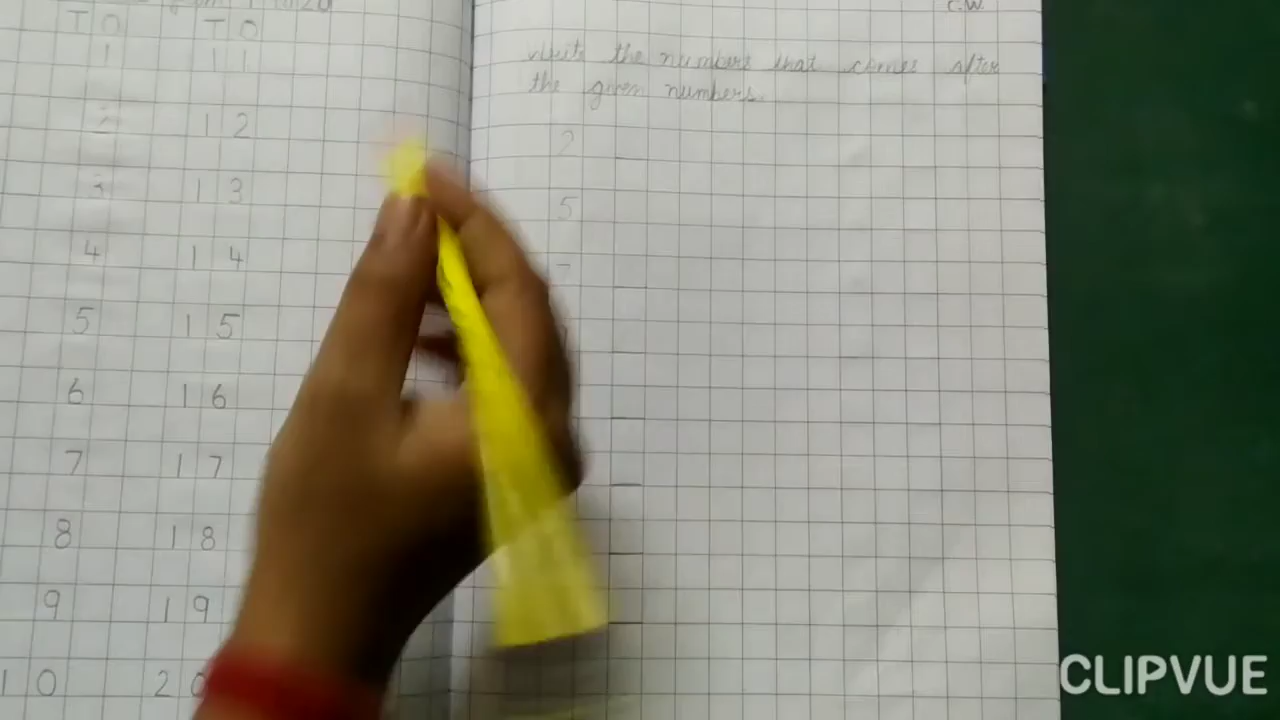 T O T O
1 1 1
2 1 2
3 1 3
4 1 4
5 1 5
6 1 6
7 1 7
8 1 8
9 1 9
1 0 2 0
C.W
write the numbers that comes after
the given numbers.
2
5
7
CLIPVUE